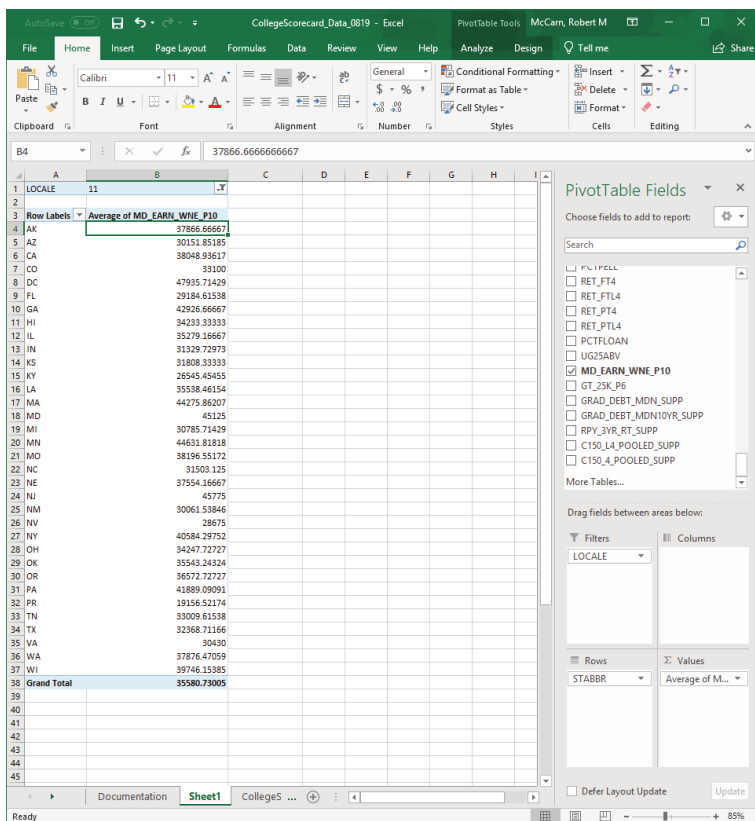 AutoSave Off CollegeScorecard_Data_0819 - Excel PivotTable Tools McCarn, Robert M
File Home Insert Page Layout Formulas Data Review View Help Analyze Design Tell me Share
Paste
Calibri 11 A A
B I U A
ab
General
$ % ,
Conditional Formatting
Format as Table
Cell Styles
Insert
Delete
Format
Clipboard Font Alignment Number Styles Cells Editing
B4 fx 37866.6666666667
A B C D E F G H I
1 LOCALE 11
2
3 Row Labels Average of MD_EARN_WNE_P10
4 AK 37866.66667
5 AZ 30151.85185
6 CA 38048.93617
7 CO 33100
8 DC 47935.71429
9 FL 29184.61538
10 GA 42926.66667
11 HI 34233.33333
12 IL 35279.16667
13 IN 31329.72973
14 KS 31808.33333
15 KY 26545.45455
16 LA 35538.46154
17 MA 44275.86207
18 MD 45125
19 MI 30785.71429
20 MN 44631.81818
21 MO 38196.55172
22 NC 31503.125
23 NE 37554.16667
24 NJ 45775
25 NM 30061.53846
26 NV 28675
27 NY 40584.29752
28 OH 34247.72727
29 OK 35543.24324
30 OR 36572.72727
31 PA 41889.09091
32 PR 19156.52174
33 TN 33009.61538
34 TX 32368.71166
35 VA 30430
36 WA 37876.47059
37 WI 39746.15385
38 Grand Total 35580.73005
39
40
41
42
43
44
45
PivotTable Fields
Choose fields to add to report:
Search
PCTPELL
RET_FT4
RET_FTL4
RET_PT4
RET_PTL4
PCTFLOAN
UG25ABV
MD_EARN_WNE_P10
GT_25K_P6
GRAD_DEBT_MDN_SUPP
GRAD_DEBT_MDN10YR_SUPP
RPY_3YR_RT_SUPP
C150_L4_POOLED_SUPP
C150_4_POOLED_SUPP
More Tables...
Drag fields between areas below:
Filters Columns
LOCALE
Rows Σ Values
STABBR Average of M...
Defer Layout Update Update
Documentation Sheet1 CollegeS ...
Ready 85%